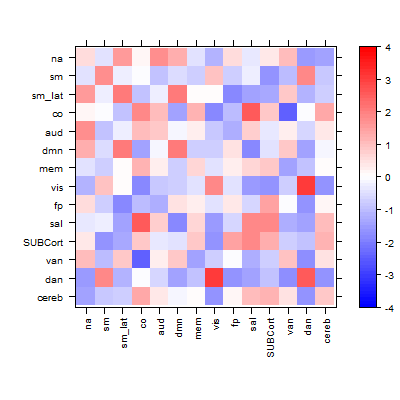 na
sm
sm_lat
co
aud
dmn
mem
vis
fp
sal
SUBCort
van
dan
cereb
na
sm
sm_lat
co
aud
dmn
mem
vis
fp
sal
SUBCort
van
dan
cereb
4
3
2
1
0
-1
-2
-3
-4